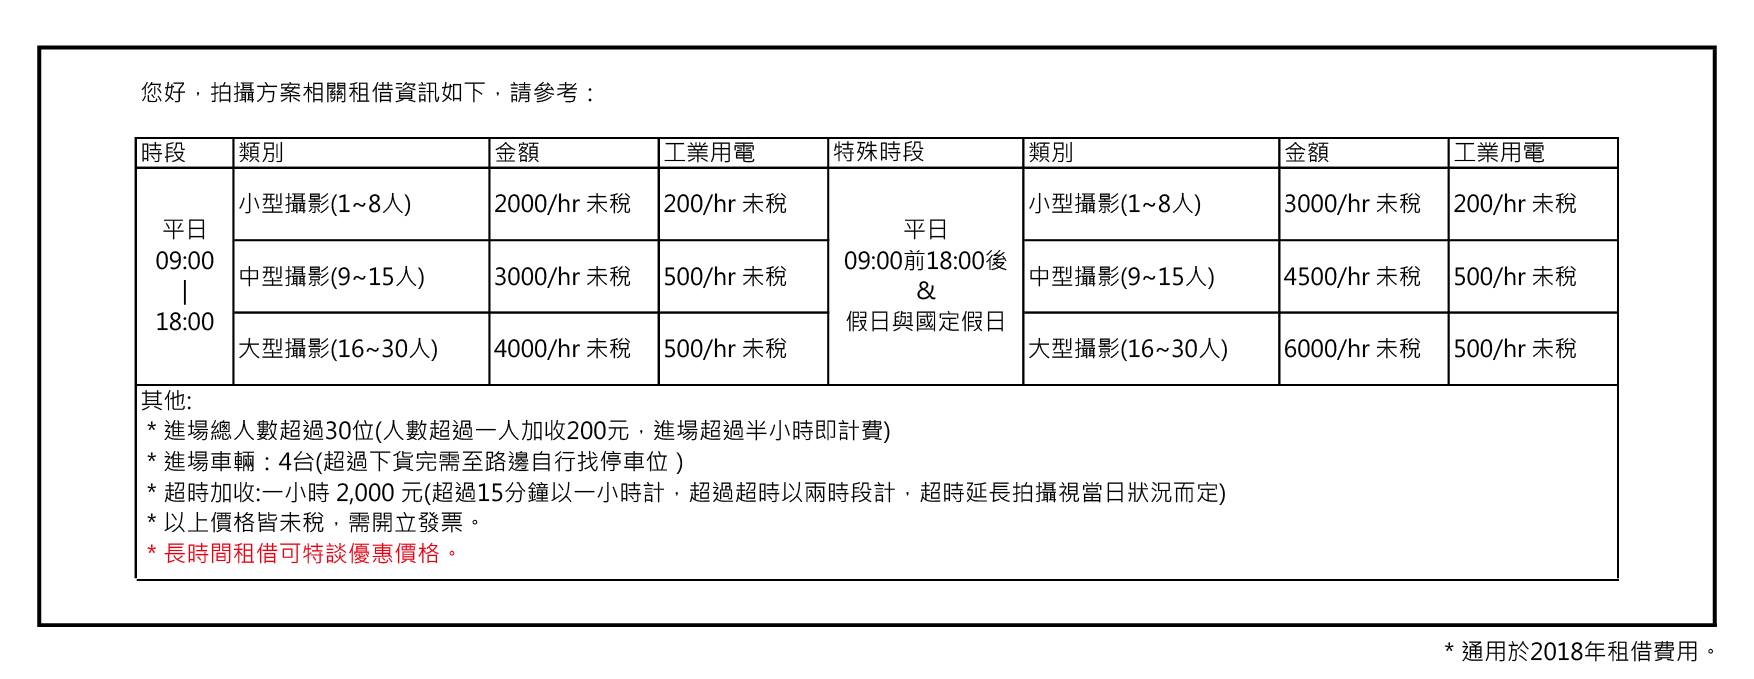 您好，拍攝方案相關租借資訊如下，請參考：
時段 類別 金額 工業用電 特殊時段 類別 金額 工業用電
平日
09:00
|
18:00
小型攝影(1~8人) 2000/hr 未稅 200/hr 未稅
中型攝影(9~15人) 3000/hr 未稅 500/hr 未稅
大型攝影(16~30人) 4000/hr 未稅 500/hr 未稅
平日
09:00前18:00後
&
假日與國定假日
小型攝影(1~8人) 3000/hr 未稅 200/hr 未稅
中型攝影(9~15人) 4500/hr 未稅 500/hr 未稅
大型攝影(16~30人) 6000/hr 未稅 500/hr 未稅
其他:
* 進場總人數超過30位(人數超過一人加收200元，進場超過半小時即計費)
* 進場車輛：4台(超過下貨完需至路邊自行找停車位 )
* 超時加收:一小時 2,000 元(超過15分鐘以一小時計，超過超時以兩時段計，超時延長拍攝視當日狀況而定)
* 以上價格皆未稅，需開立發票。
* 長時間租借可特談優惠價格。
* 通用於2018年租借費用。